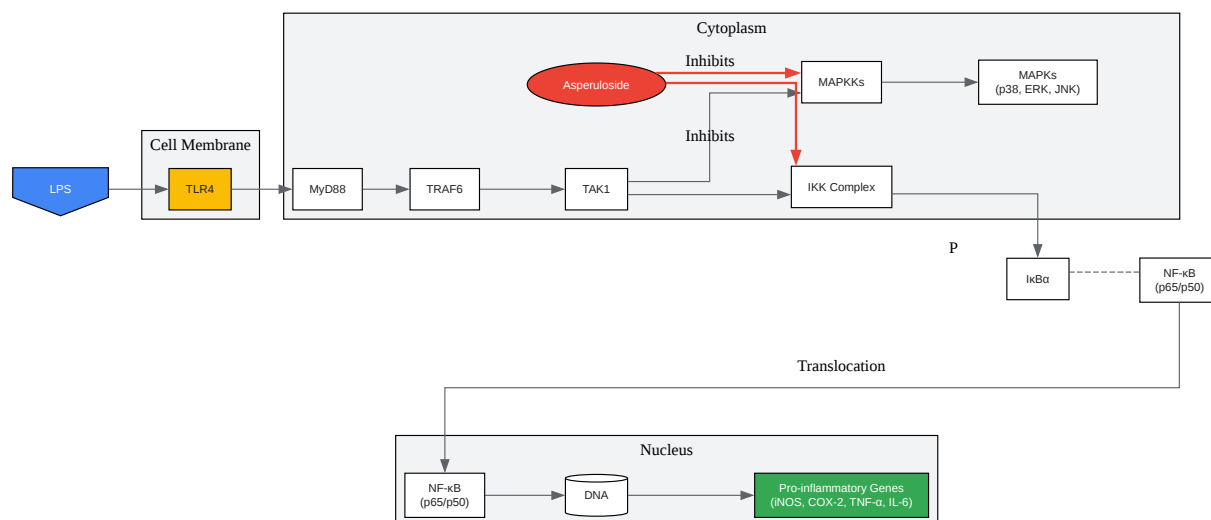 Cytoplasm
Inhibits
Asperuloside
MAPKKs
MAPKs
(p38, ERK, JNK)
Cell Membrane
Inhibits
LPS
TLR4
MyD88
TRAF6
TAK1
IKK Complex
P
IκBα
NF-κB
(p65/p50)
Translocation
Nucleus
NF-κB
(p65/p50)
DNA
Pro-inflammatory Genes
(iNOS, COX-2, TNF-α, IL-6)